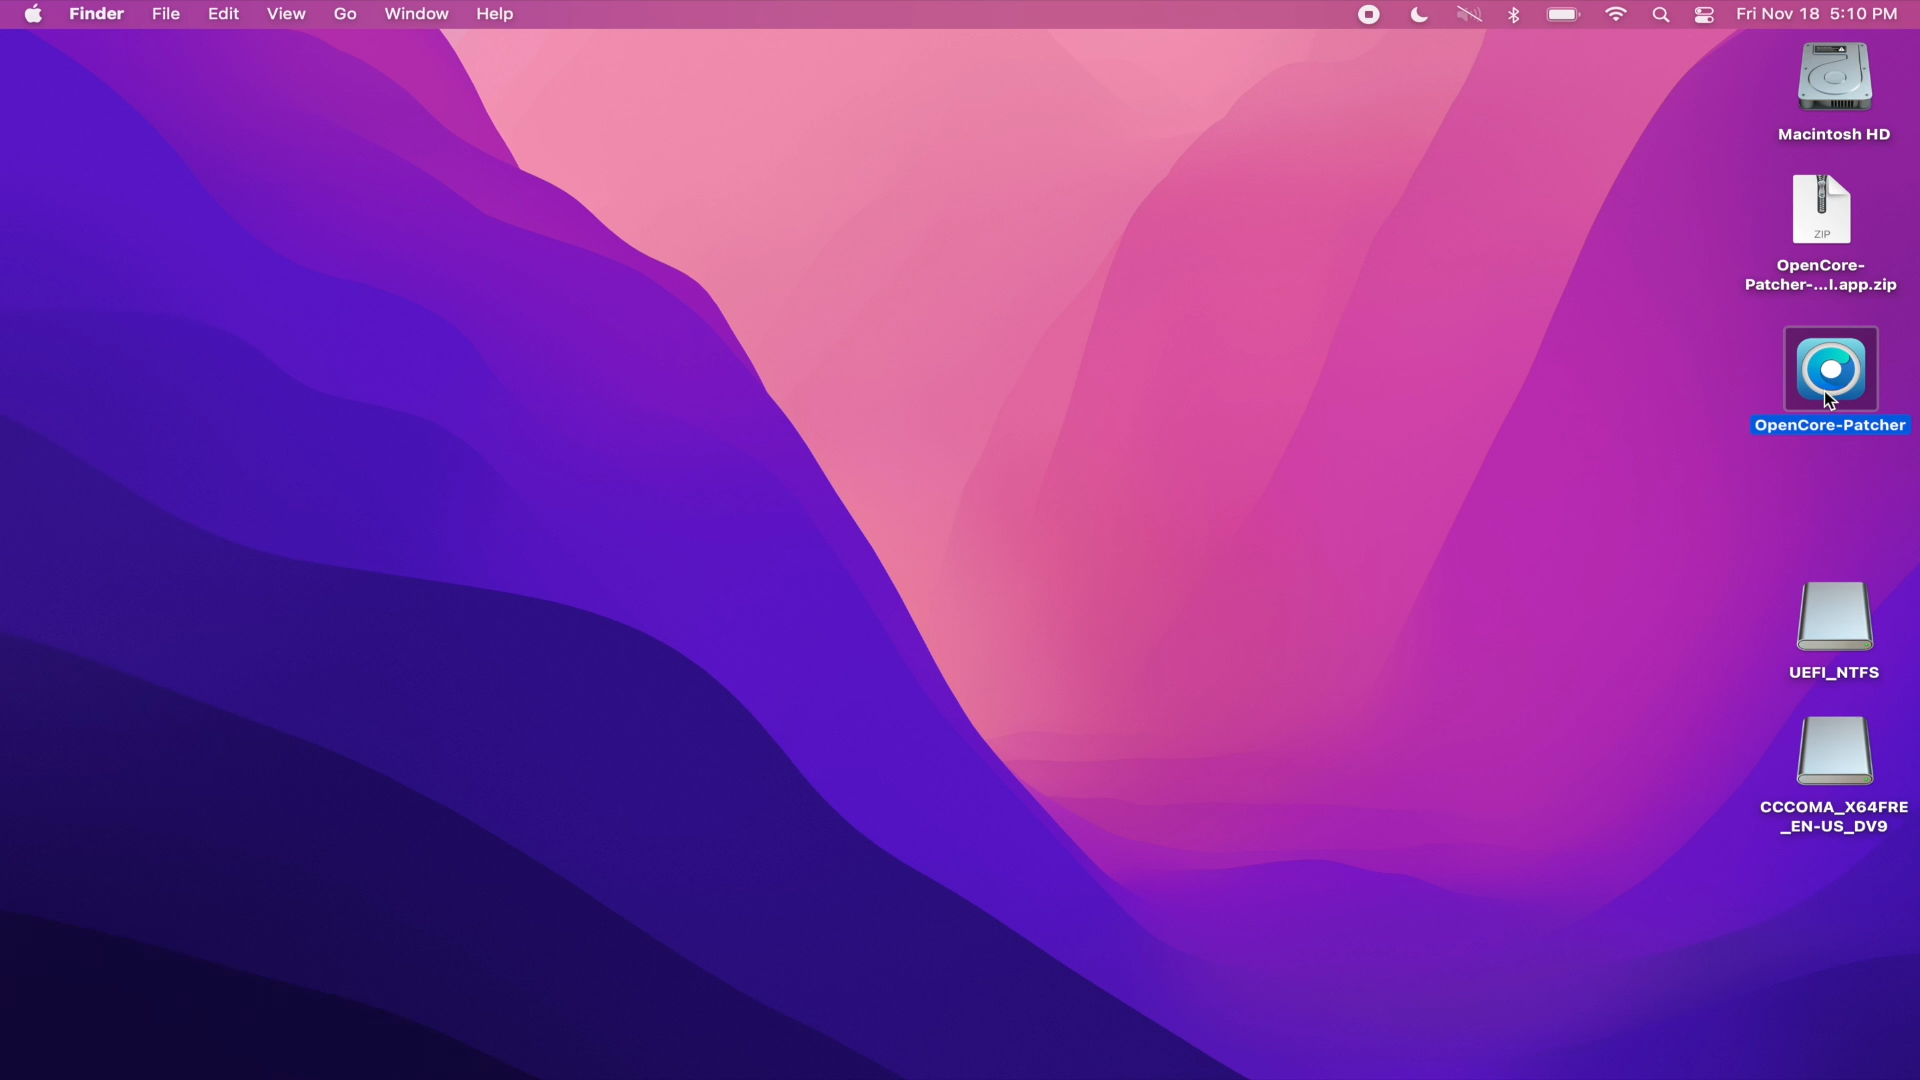 Finder File Edit View Go Window Help Fri Nov 18 5:10 PM
Macintosh HD
ZIP
OpenCore-
Patcher-...l.app.zip
OpenCore-Patcher
UEFI_NTFS
CCCOMA_X64FRE
_EN-US_DV9